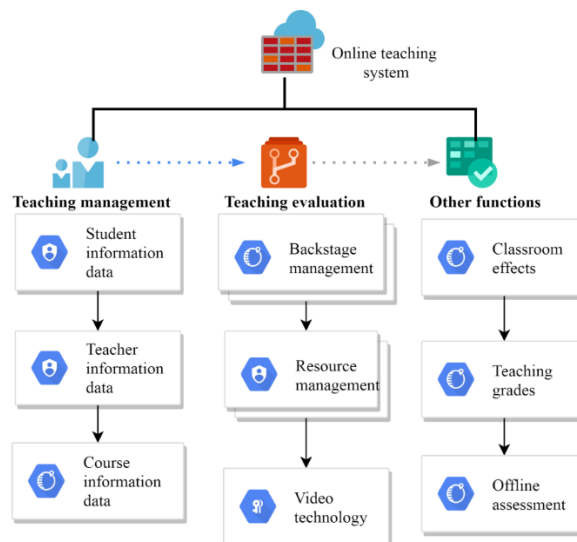 Online teaching
system
Teaching management
Teaching evaluation
Other functions
Student
information
data
Backstage
management
Classroom
effects
Teacher
information
data
Resource
management
Teaching
grades
Course
information
data
Video
technology
Offline
assessment